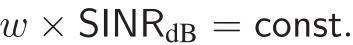 w × SINR_dB = const.